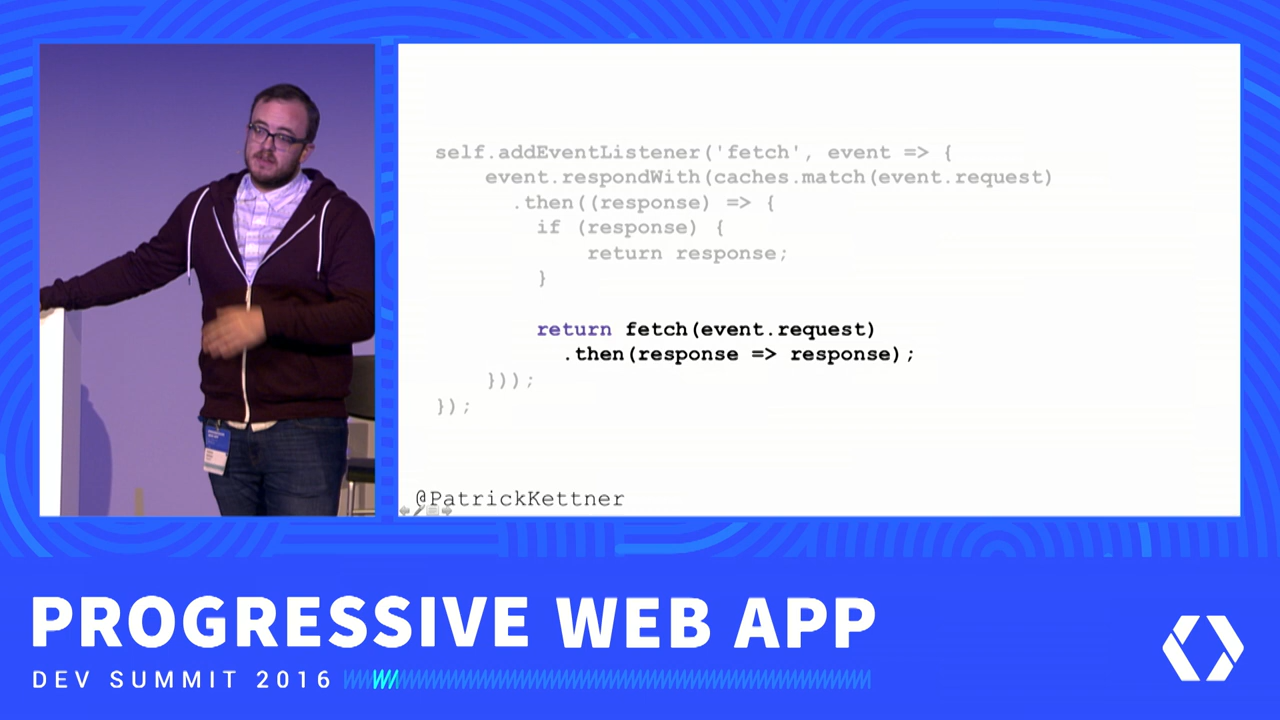 self.addEventListener('fetch', event => {
event.respondWith(caches.match(event.request)
.then((response) => {
if (response) {
return response;
}
return fetch(event.request)
.then(response => response);
}));
});
@PatrickKettner
PROGRESSIVE WEB APP
DEV SUMMIT 2016